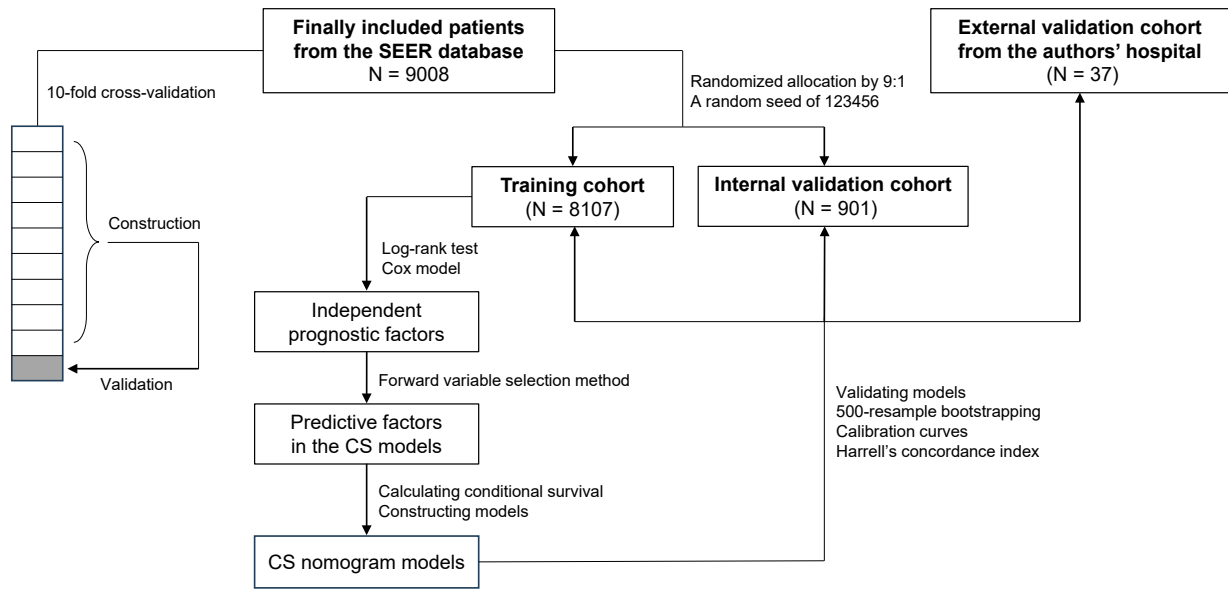 Finally included patients
from the SEER database
N = 9008
External validation cohort
from the authors’ hospital
(N = 37)
10-fold cross-validation
Randomized allocation by 9:1
A random seed of 123456
Training cohort
(N = 8107)
Internal validation cohort
(N = 901)
Construction
Log-rank test
Cox model
Independent
prognostic factors
Validation
Forward variable selection method
Validating models
500-resample bootstrapping
Calibration curves
Harrell’s concordance index
Predictive factors
in the CS models
Calculating conditional survival
Constructing models
CS nomogram models